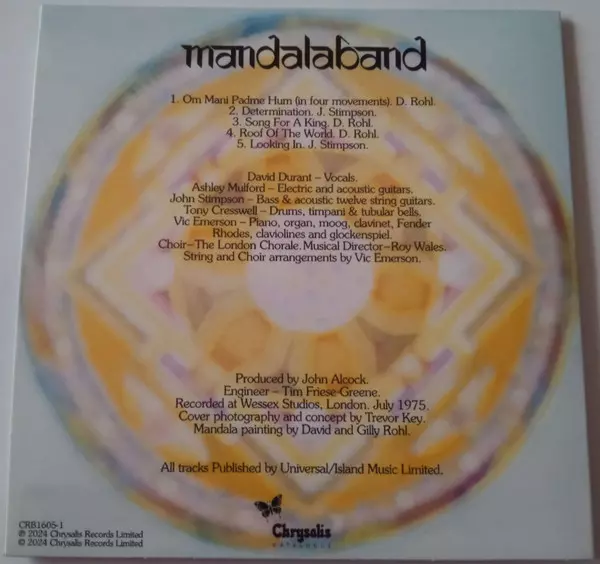 mandalaband
1. Om Mani Padme Hum (in four movements). D. Rohl.
2. Determination. J. Stimpson.
3. Song For A King. D. Rohl.
4. Roof Of The World. D. Rohl.
5. Looking In. J. Stimpson.
David Durant – Vocals.
Ashley Mulford – Electric and acoustic guitars.
John Stimpson – Bass & acoustic twelve string guitars.
Tony Cresswell – Drums, timpani & tubular bells.
Vic Emerson – Piano, organ, moog, clavinet, Fender
Rhodes, claviolines and glockenspiel.
Choir–The London Chorale. Musical Director–Roy Wales.
String and Choir arrangements by Vic Emerson.
Produced by John Alcock.
Engineer – Tim Friese-Greene.
Recorded at Wessex Studios, London. July 1975.
Cover photography and concept by Trevor Key.
Mandala painting by David and Gilly Rohl.
All tracks Published by Universal/Island Music Limited.
CRB1605-1
℗ 2024 Chrysalis Records Limited
© 2024 Chrysalis Records Limited
Chrysalis
CATALOGUE